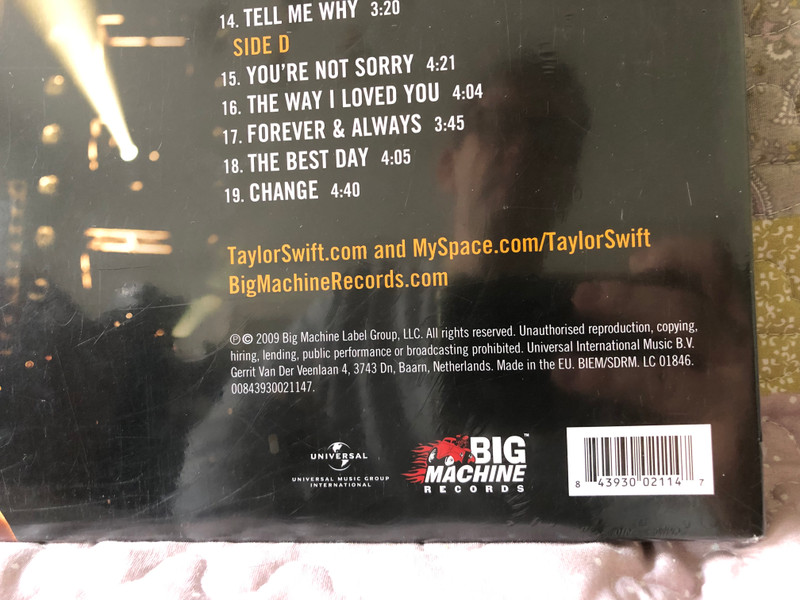 14. TELL ME WHY 3:20
SIDE D
15. YOU'RE NOT SORRY 4:21
16. THE WAY I LOVED YOU 4:04
17. FOREVER & ALWAYS 3:45
18. THE BEST DAY 4:05
19. CHANGE 4:40
TaylorSwift.com and MySpace.com/TaylorSwift
BigMachineRecords.com
℗ © 2009 Big Machine Label Group, LLC. All rights reserved. Unauthorised reproduction, copying,
hiring, lending, public performance or broadcasting prohibited. Universal International Music B.V.
Gerrit Van Der Veenlaan 4, 3743 Dn, Baarn, Netherlands. Made in the EU. BIEM/SDRM. LC 01846.
00843930021147.
UNIVERSAL
UNIVERSAL MUSIC GROUP
INTERNATIONAL
BIG™
MACHINE
RECORDS
8 43930 02114 7